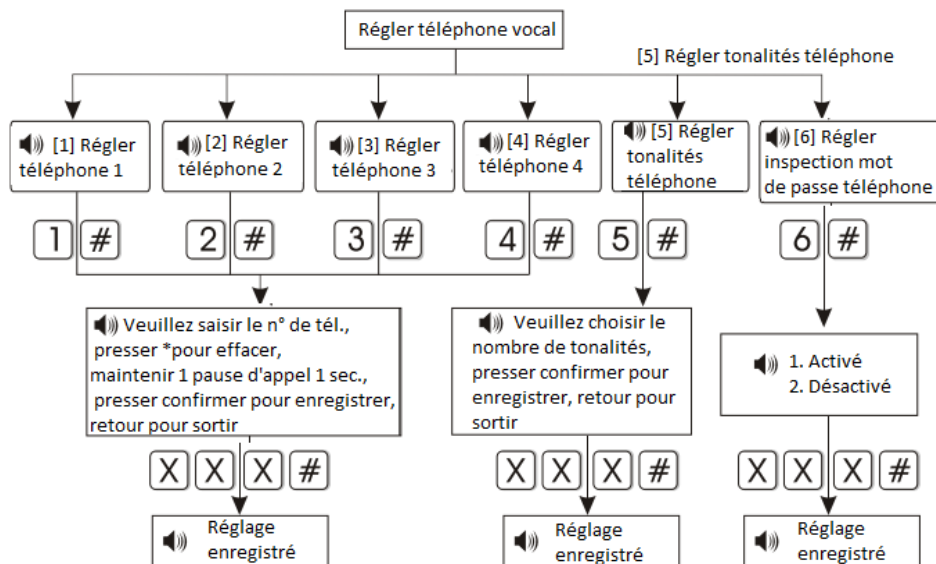 Régler téléphone vocal
[5] Régler tonalités téléphone
[1] Régler
téléphone 1
[2] Régler
téléphone 2
[3] Régler
téléphone 3
[4] Régler
téléphone 4
[5] Régler
tonalités
téléphone
[6] Régler
inspection mot
de passe téléphone
1 #
2 #
3 #
4 #
5 #
6 #
Veuillez saisir le n° de tél.,
presser *pour effacer,
maintenir 1 pause d'appel 1 sec.,
presser confirmer pour enregistrer,
retour pour sortir
Veuillez choisir le
nombre de tonalités,
presser confirmer pour
enregistrer, retour pour
sortir
1. Activé
2. Désactivé
X X X #
X X X #
X X X #
Réglage
enregistré
Réglage
enregistré
Réglage
enregistré